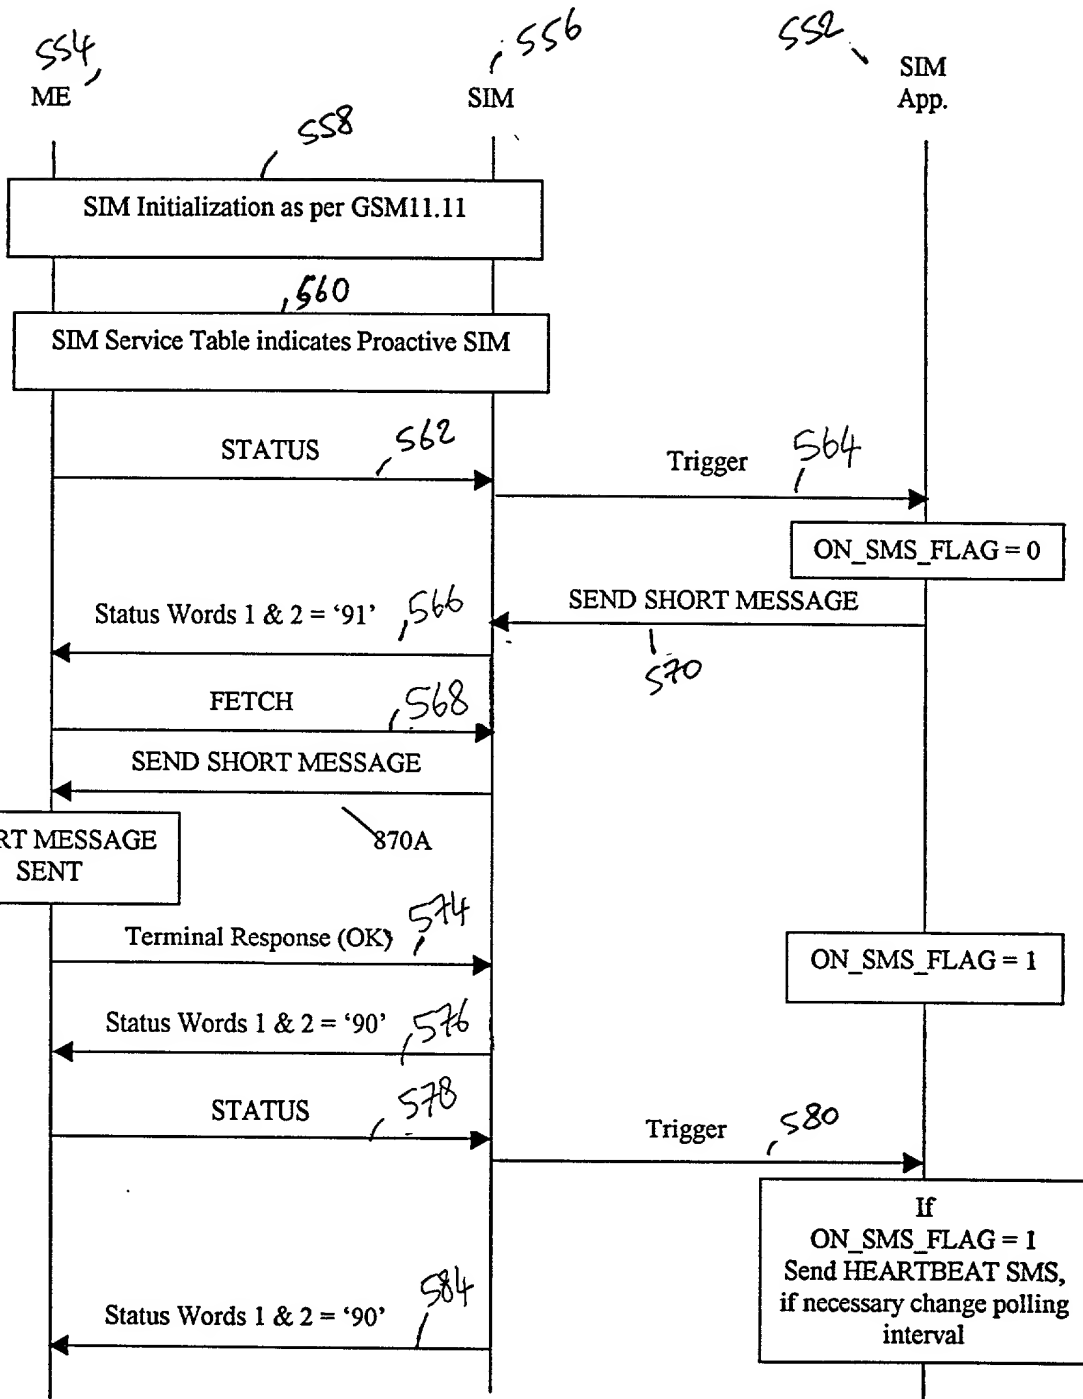 554
556
552
ME
SIM
SIM
App.
558
SIM Initialization as per GSM11.11
560
SIM Service Table indicates Proactive SIM
STATUS
562
Trigger
564
ON_SMS_FLAG = 0
Status Words 1 & 2 = ‘91’
566
SEND SHORT MESSAGE
570
FETCH
568
SEND SHORT MESSAGE
870A
RT MESSAGE
SENT
Terminal Response (OK)
574
ON_SMS_FLAG = 1
Status Words 1 & 2 = ‘90’
576
STATUS
578
Trigger
580
If
ON_SMS_FLAG = 1
Send HEARTBEAT SMS,
if necessary change polling
interval
Status Words 1 & 2 = ‘90’
584